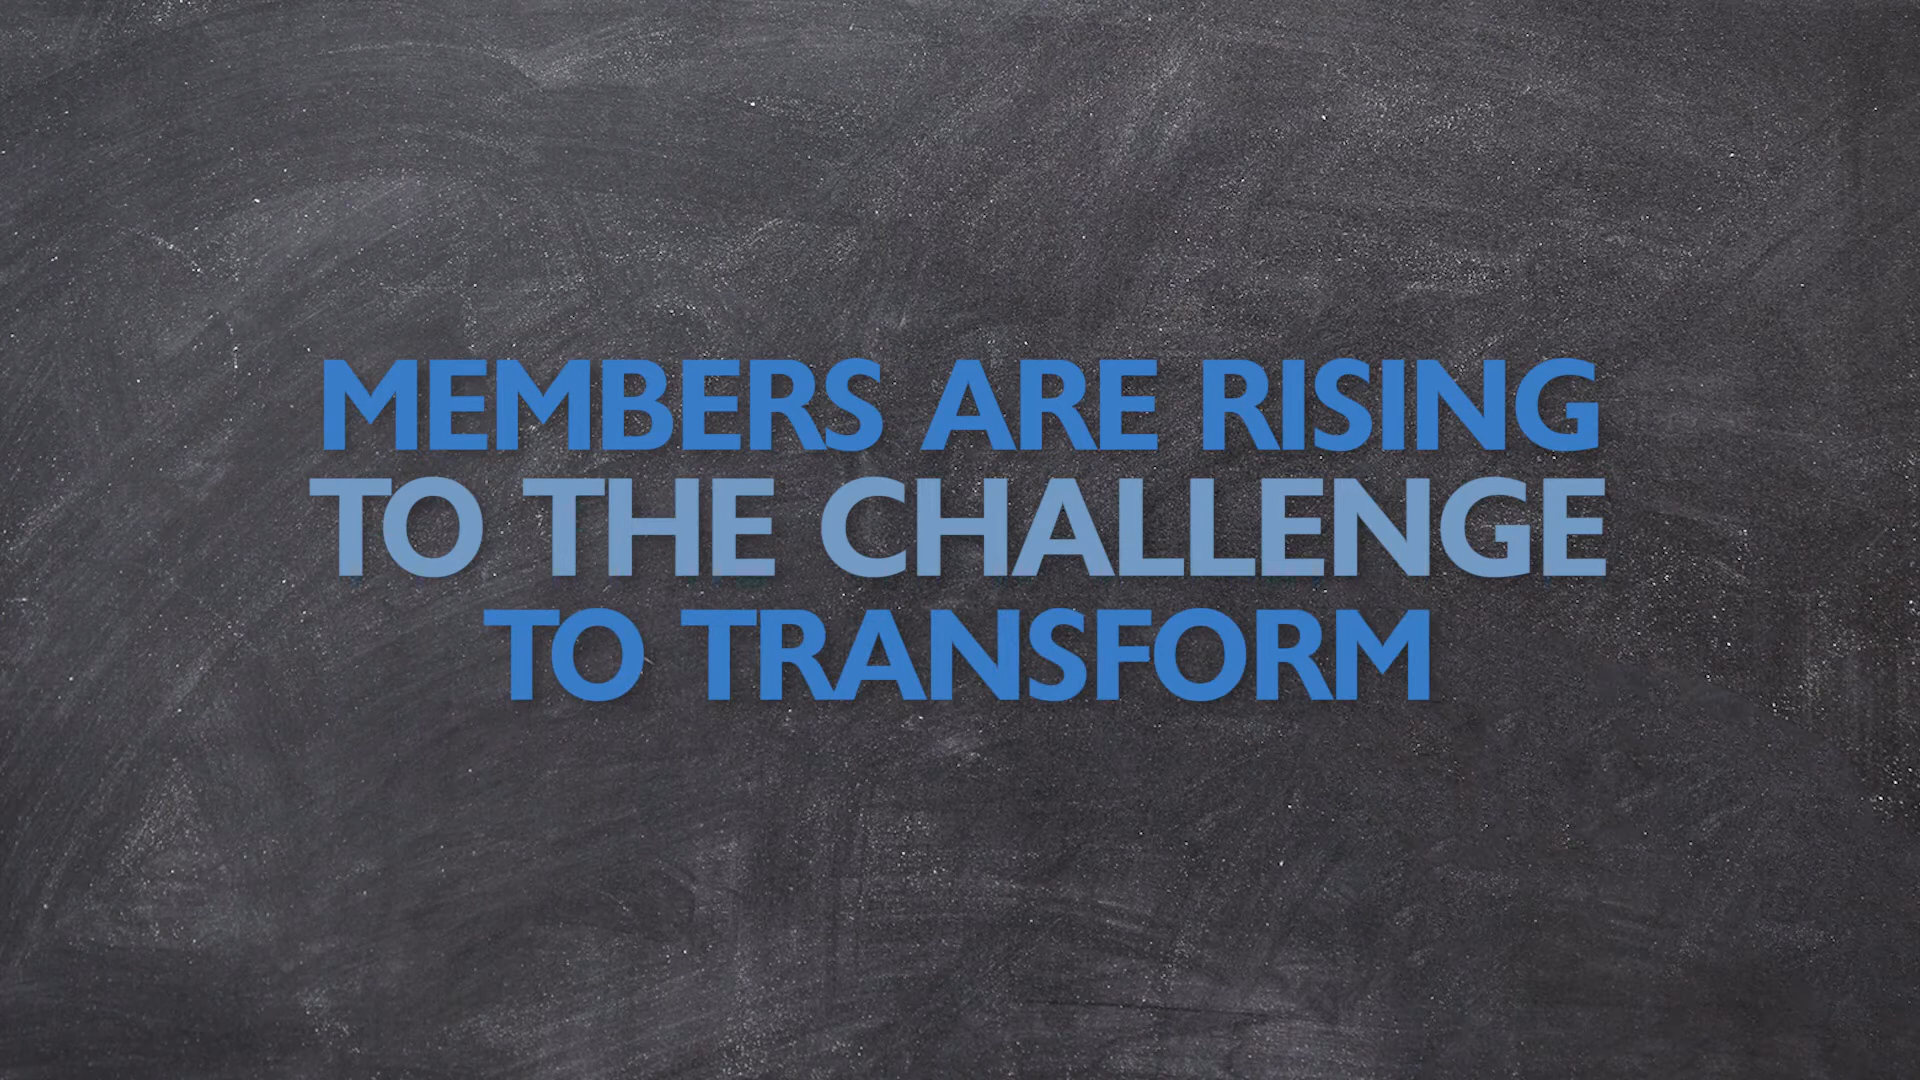 MEMBERS ARE RISING
TO THE CHALLENGE
TO TRANSFORM